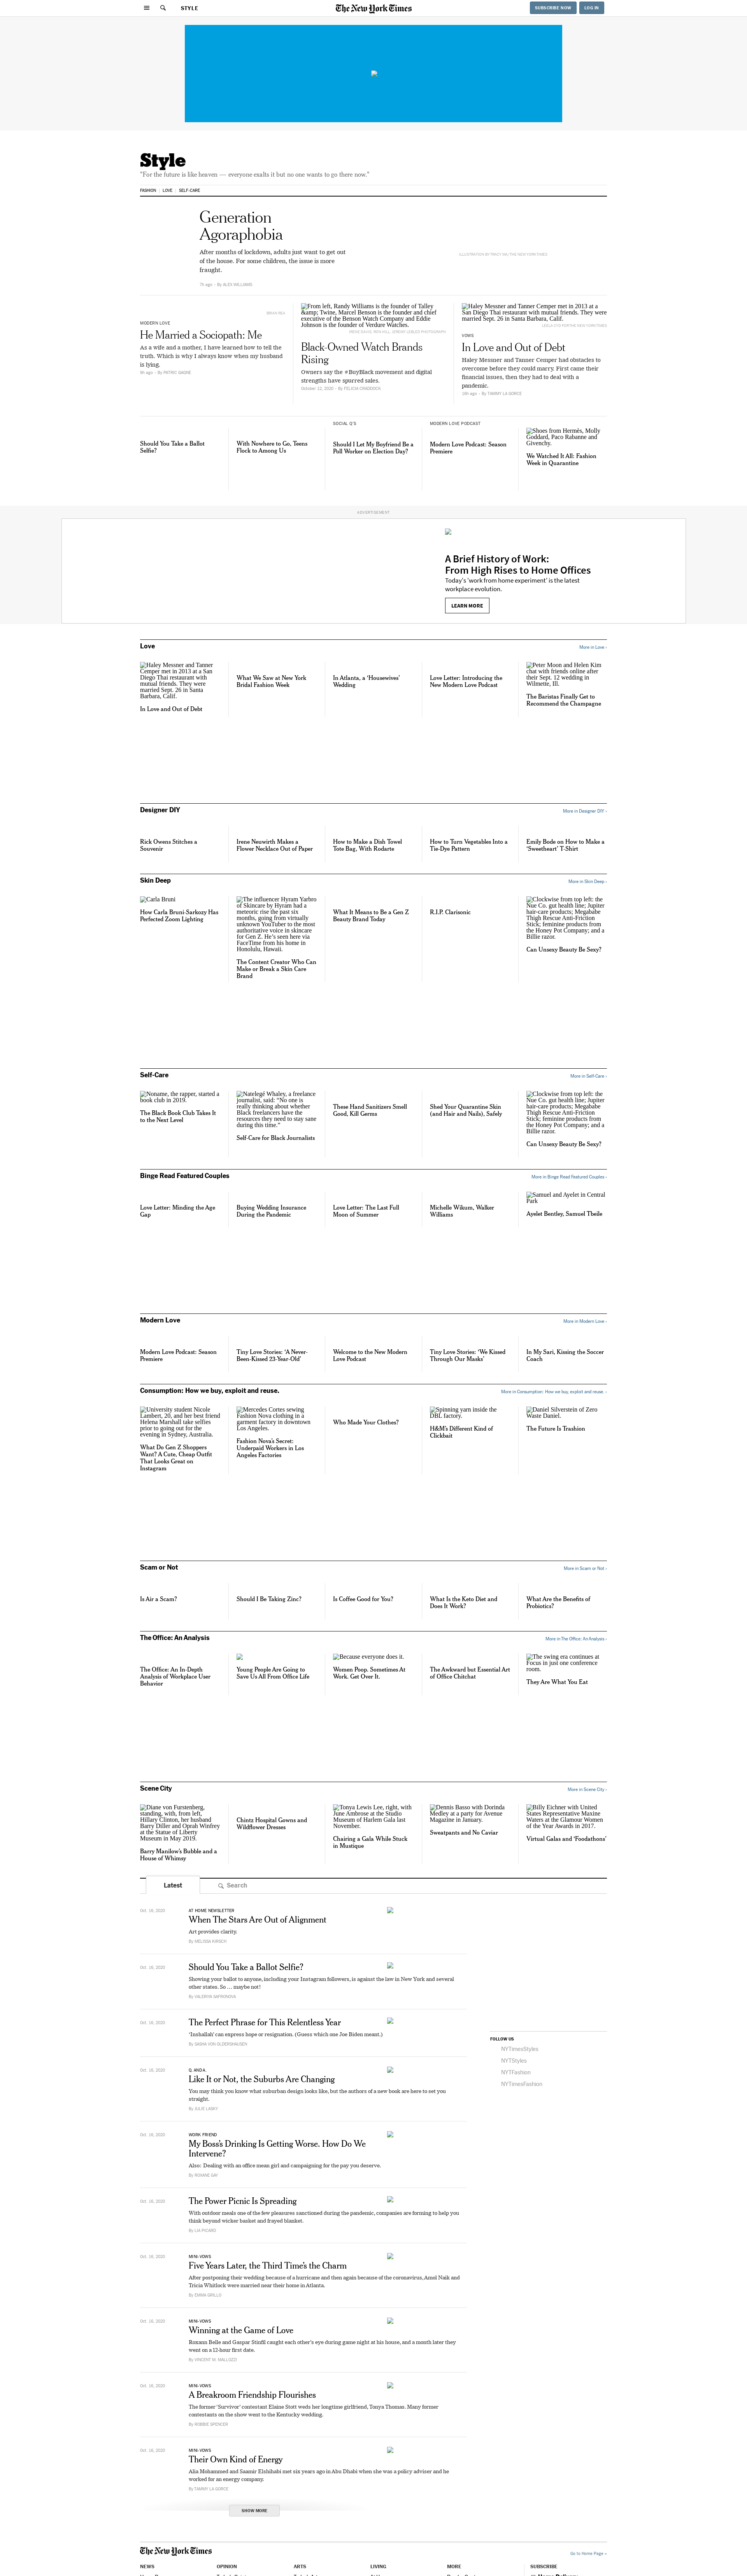 STYLE
The New York Times
SUBSCRIBE NOW
LOG IN
Style
"For the future is like heaven — everyone exalts it but no one wants to go there now."
FASHION
LOVE
SELF-CARE
Generation
Agoraphobia
After months of lockdown, adults just want to get out
of the house. For some children, the issue is more
fraught.
7h ago - By ALEX WILLIAMS
ILLUSTRATION BY TRACY MA/THE NEW YORK TIMES
BRIAN REA
MODERN LOVE
He Married a Sociopath: Me
As a wife and a mother, I have learned how to tell the
truth. Which is why I always know when my husband
is lying.
9h ago - By PATRIC GAGNE
From left, Randy Williams is the founder of Talley
&amp; Twine, Marcel Benson is the founder and chief
executive of the Benson Watch Company and Eddie
Johnson is the founder of Verdure Watches.
Black-Owned Watch Brands
Rising
Owners say the #BuyBlack movement and digital
strengths have spurred sales.
October 12, 2020 - By FELICIA CRADDOCK
Haley Messner and Tanner Cemper met in 2013 at a
San Diego Thai restaurant with mutual friends. They were
married Sept. 26 in Santa Barbara, Calif.
VOWS
In Love and Out of Debt
Haley Messner and Tanner Cemper had obstacles to
overcome before they could marry. First came their
financial issues, then they had to deal with a
pandemic.
By TAMMY LA GORCE
Should You Take a Ballot
Selfie?
With Nowhere to Go, Teens
Flock to Among Us
SOCIAL Q'S
Should I Let My Boyfriend Be a
Poll Worker on Election Day?
MODERN LOVE PODCAST
Modern Love Podcast: Season
Premiere
Shoes from Hermès, Molly
Goddard, Paco Rabanne and
Givenchy.
We Watched It All: Fashion
Week in Quarantine
ADVERTISEMENT
A Brief History of Work:
From High Rises to Home Offices
Today's 'work from home experiment' is the latest
workplace evolution.
LEARN MORE
Love
More in Love ›
Haley Messner and Tanner
Cemper met in 2013 at a San
Diego Thai restaurant with
mutual friends. They were
married Sept. 26 in Santa
Barbara, Calif.
In Love and Out of Debt
What We Saw at New York
Bridal Fashion Week
In Atlanta, a 'Housewives'
Wedding
Love Letter: Introducing the
New Modern Love Podcast
Peter Moon and Helen Kim
chat with friends online after
their Sept. 12 wedding in
Wilmette, Ill.
The Baristas Finally Get to
Recommend the Champagne
Designer DIY
More in Designer DIY ›
Rick Owens Stitches a
Souvenir
Irene Neuwirth Makes a
Flower Necklace Out of Paper
How to Make a Dish Towel
Tote Bag, With Rodarte
How to Turn Vegetables Into a
Tie-Dye Pattern
Emily Bode on How to Make a
'Sweetheart' T-Shirt
Skin Deep
More in Skin Deep ›
Carla Bruni
How Carla Bruni-Sarkozy Has
Perfected Zoom Lighting
The influencer Hyram Yarbro
of Skincare by Hyram had a
meteoric rise the past six
months, going from virtually
unknown YouTuber to the most
authoritative voice in skincare
for Gen Z. He's seen here via
FaceTime from his home in
Honolulu, Hawaii.
The Content Creator Who Can
Make or Break a Skin Care
Brand
What It Means to Be a Gen Z
Beauty Brand Today
R.I.P. Clarisonic
Clockwise from top left: the
Nue Co. gut health line; Jupiter
hair-care products; Megababe
Thigh Rescue Anti-Friction
Stick; feminine products from
the Honey Pot Company; and a
Billie razor.
Can Unsexy Beauty Be Sexy?
Self-Care
More in Self-Care ›
Noname, the rapper, started a
book club in 2019.
The Black Book Club Takes It
to the Next Level
Natelegé Whaley, a freelance
journalist, said: "No one is
really thinking about whether
Black freelancers have the
resources they need to stay sane
during this time."
Self-Care for Black Journalists
These Hand Sanitizers Smell
Good, Kill Germs
Shed Your Quarantine Skin
(and Hair and Nails), Safely
Clockwise from top left: the
Nue Co. gut health line; Jupiter
hair-care products; Megababe
Thigh Rescue Anti-Friction
Stick; feminine products from
the Honey Pot Company; and a
Billie razor.
Can Unsexy Beauty Be Sexy?
Binge Read Featured Couples
More in Binge Read Featured Couples ›
Love Letter: Minding the Age
Gap
Buying Wedding Insurance
During the Pandemic
Love Letter: The Last Full
Moon of Summer
Michelle Wikum, Walker
Williams
Samuel and Ayelet in Central
Park
Ayelet Bentley, Samuel Tbeile
Modern Love
More in Modern Love ›
Modern Love Podcast: Season
Premiere
Tiny Love Stories: 'A Never-
Been-Kissed 23-Year-Old'
Welcome to the New Modern
Love Podcast
Tiny Love Stories: 'We Kissed
Through Our Masks'
In My Sari, Kissing the Soccer
Coach
Consumption: How we buy, exploit and reuse.
More in Consumption: How we buy, exploit and reuse. ›
University student Nicole
Lambert, 20, and her best friend
Helena Marshall take selfies
prior to going out for the
evening in Sydney, Australia.
What Do Gen Z Shoppers
Want? A Cute, Cheap Outfit
That Looks Great on
Instagram
Mercedes Cortes sewing
Fashion Nova clothing in a
garment factory in downtown
Los Angeles.
Fashion Nova's Secret:
Underpaid Workers in Los
Angeles Factories
Who Made Your Clothes?
Spinning yarn inside the
DBL factory.
H&M's Different Kind of
Clickbait
Daniel Silverstein of Zero
Waste Daniel.
The Future Is Trashion
Scam or Not
More in Scam or Not ›
Is Air a Scam?
Should I Be Taking Zinc?
Is Coffee Good for You?
What Is the Keto Diet and
Does It Work?
What Are the Benefits of
Probiotics?
The Office: An Analysis
More in The Office: An Analysis ›
The Office: An In-Depth
Analysis of Workplace User
Behavior
Young People Are Going to
Save Us All From Office Life
Because everyone does it.
Women Poop. Sometimes At
Work. Get Over It.
The Awkward but Essential Art
of Office Chitchat
The swing era continues at
Focus in just one conference
room.
They Are What You Eat
Scene City
More in Scene City ›
Diane von Furstenberg,
standing, with, from left,
Hillary Clinton, her husband
Barry Diller and Oprah Winfrey
at the Statue of Liberty
Museum in May 2019.
Barry Manilow's Bubble and a
House of Whimsy
Chintz Hospital Gowns and
Wildflower Dresses
Tonya Lewis Lee, right, with
June Ambrose at the Studio
Museum of Harlem Gala last
November.
Chairing a Gala While Stuck
in Mustique
Dennis Basso with Dorinda
Medley at a party for Avenue
Magazine in January.
Sweatpants and No Caviar
Billy Eichner with United
States Representative Maxine
Waters at the Glamour Women
of the Year Awards in 2017.
Virtual Galas and 'Foodathons'
Latest
Search
Oct. 16, 2020
AT HOME NEWSLETTER
When The Stars Are Out of Alignment
Art provides clarity.
By MELISSA KIRSCH
Oct. 16, 2020
Should You Take a Ballot Selfie?
Showing your ballot to anyone, including your Instagram followers, is against the law in New York and several
other states. So … maybe not!
By VALERIYA SAFRONOVA
Oct. 16, 2020
The Perfect Phrase for This Relentless Year
'Inshallah' can express hope or resignation. (Guess which one Joe Biden meant.)
By SASHA VON OLDERSHAUSEN
Oct. 16, 2020
Q. AND A.
Like It or Not, the Suburbs Are Changing
You may think you know what suburban design looks like, but the authors of a new book are here to set you
straight.
By JULIE LASKY
Oct. 16, 2020
WORK FRIEND
My Boss's Drinking Is Getting Worse. How Do We
Intervene?
Also: Dealing with an office mean girl and campaigning for the pay you deserve.
By ROXANE GAY
Oct. 16, 2020
The Power Picnic Is Spreading
With outdoor meals one of the few pleasures sanctioned during the pandemic, companies are forming to help you
think beyond wicker basket and frayed blanket.
By LIA PICARD
Oct. 16, 2020
MINI-VOWS
Five Years Later, the Third Time's the Charm
After postponing their wedding because of a hurricane and then again because of the coronavirus, Amol Naik and
Tricia Whitlock were married near their home in Atlanta.
By EMMA GRILLO
Oct. 16, 2020
MINI-VOWS
Winning at the Game of Love
Roxann Belle and Gaspar Stinfil caught each other's eye during game night at his house, and a month later they
went on a 12-hour first date.
By VINCENT M. MALLOZZI
Oct. 16, 2020
MINI-VOWS
A Breakroom Friendship Flourishes
The former 'Survivor' contestant Elaine Stott weds her longtime girlfriend, Tonya Thomas. Many former
contestants on the show went to the Kentucky wedding.
By ROBBIE SPENCER
Oct. 16, 2020
MINI-VOWS
Their Own Kind of Energy
Alia Mohammed and Saamir Elshihabi met six years ago in Abu Dhabi when she was a policy adviser and he
worked for an energy company.
By TAMMY LA GORCE
SHOW MORE
FOLLOW US
NYTimesStyles
NYTStyles
NYTFashion
NYTimesFashion
The New York Times
Go to Home Page »
NEWS
OPINION
ARTS
LIVING
MORE
SUBSCRIBE